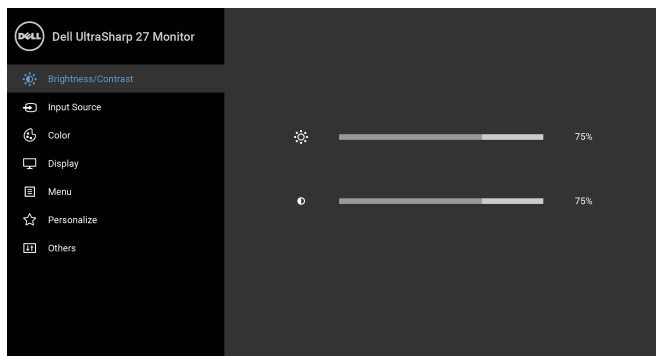 DELL
Dell UltraSharp 27 Monitor
Brightness/Contrast
Input Source
Color
75%
Display
Menu
75%
Personalize
Others